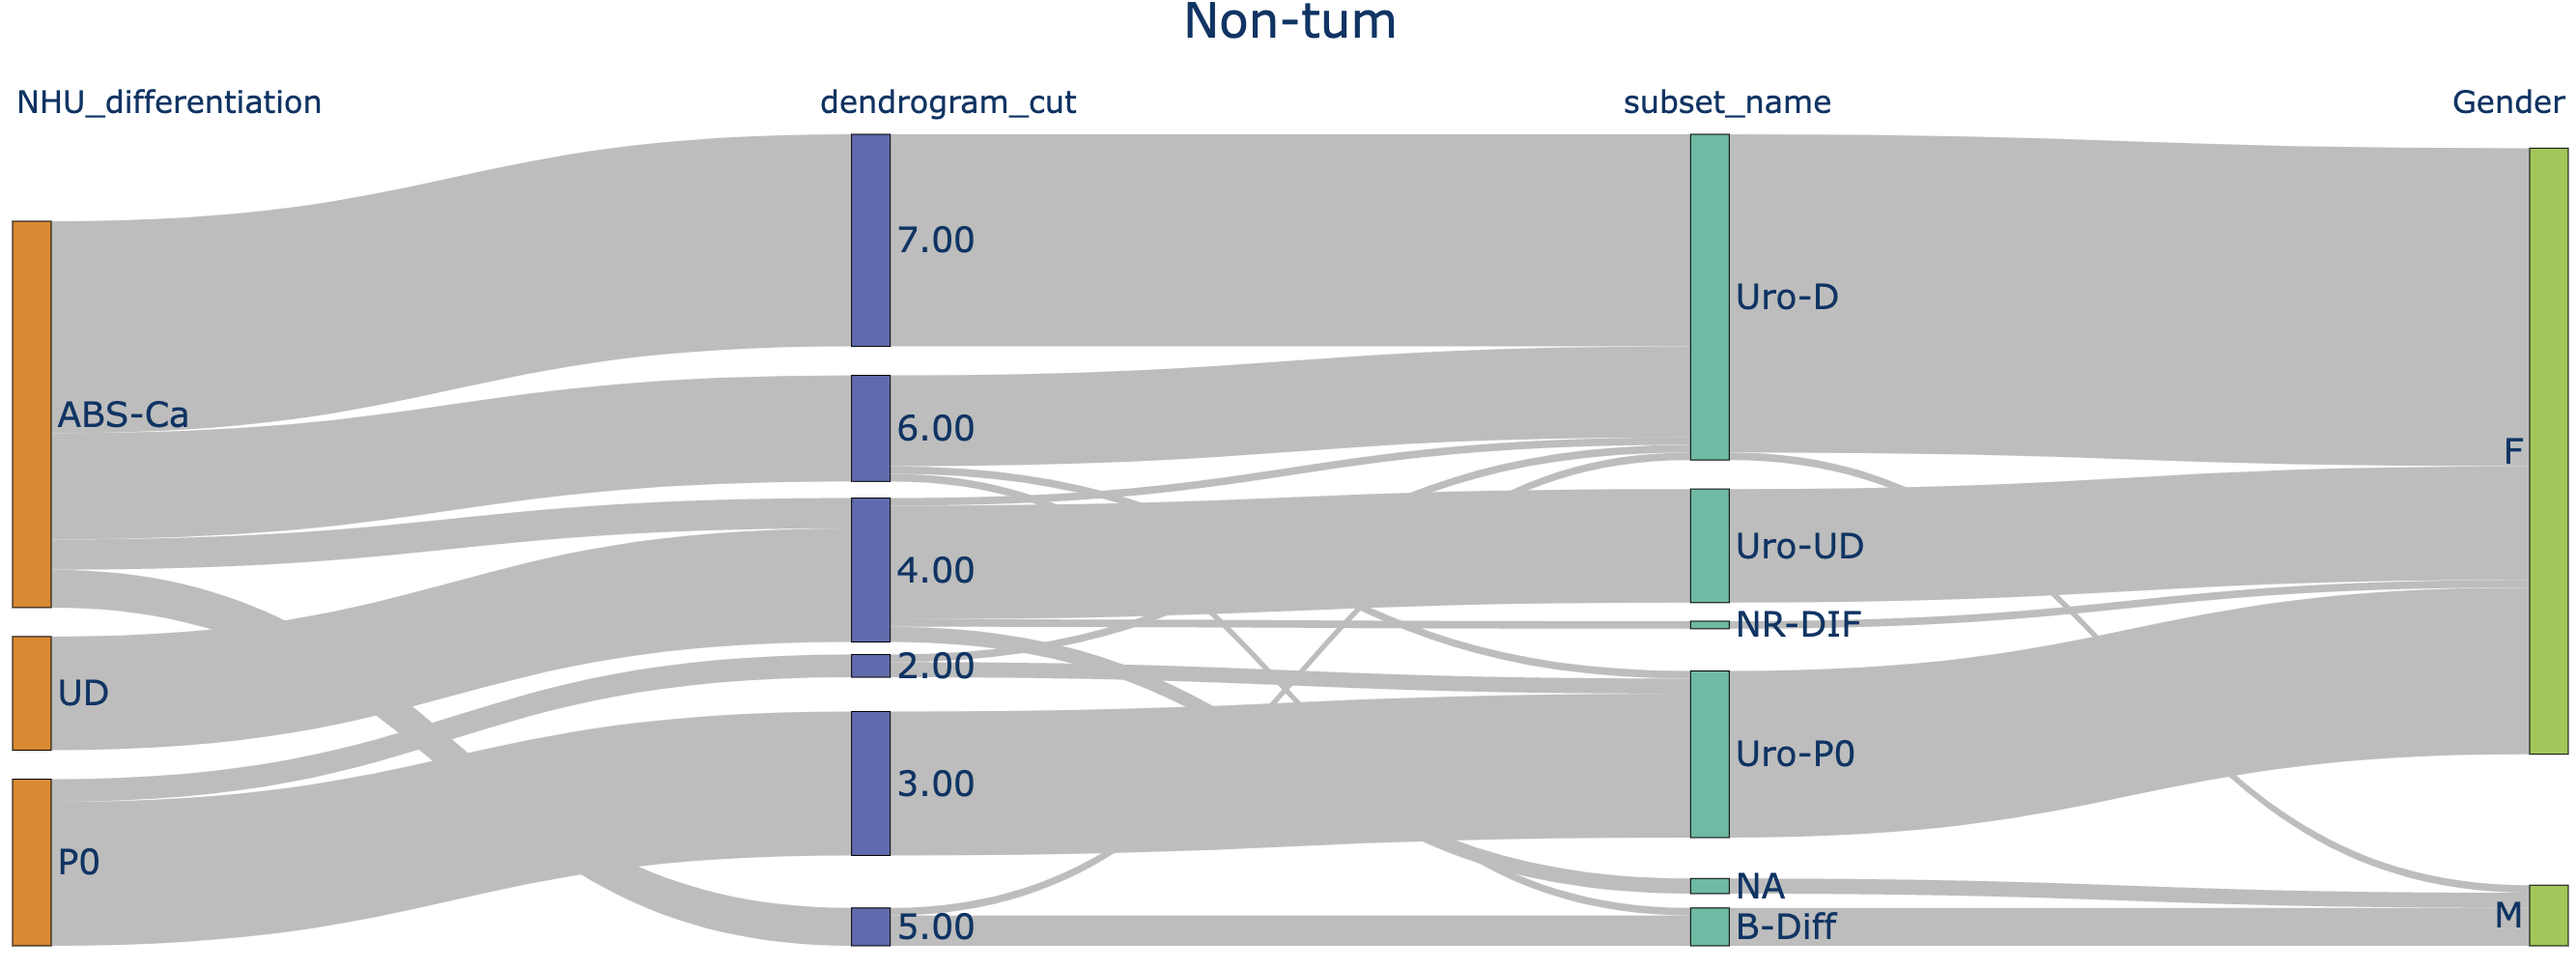 Non-tum
NHU_differentiation
dendrogram_cut
subset_name
Gender
ABS-Ca
UD
P0
7.00
6.00
4.00
2.00
3.00
5.00
Uro-D
Uro-UD
NR-DIF
Uro-P0
NA
B-Diff
F
M